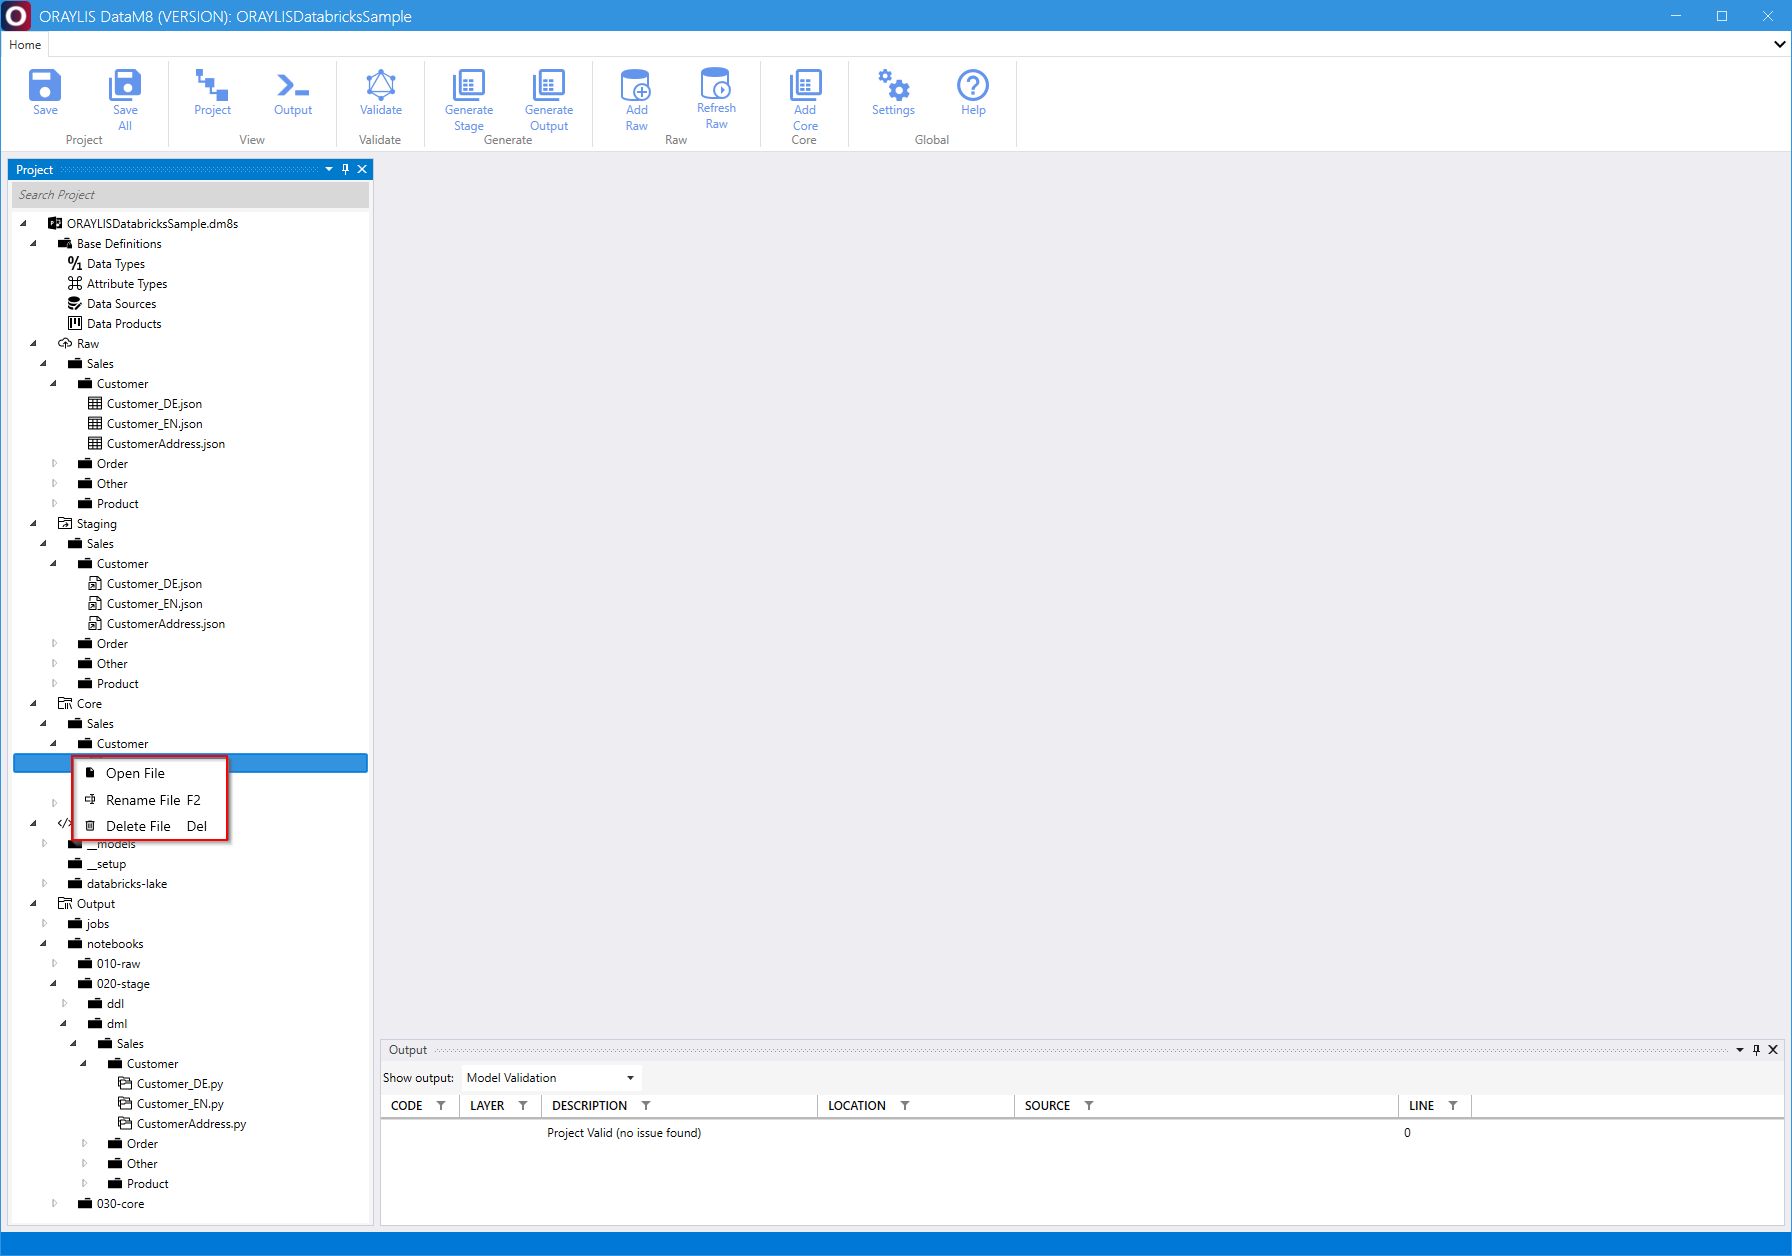 ORAYLIS DataM8 (VERSION): ORAYLISDatabricksSample
Home
Save
Save All
Project
Project
Output
View
Validate
Validate
Generate Stage
Generate Output
Generate
Add Raw
Refresh Raw
Raw
Add Core
Core
Settings
Help
Global
Project
Search Project
ORAYLISDatabricksSample.dm8s
Base Definitions
Data Types
Attribute Types
Data Sources
Data Products
Raw
Sales
Customer
Customer_DE.json
Customer_EN.json
CustomerAddress.json
Order
Other
Product
Staging
Sales
Customer
Customer_DE.json
Customer_EN.json
CustomerAddress.json
Order
Other
Product
Core
Sales
Customer
Open File
Rename File F2
Delete File Del
__models
__setup
databricks-lake
Output
jobs
notebooks
010-raw
020-stage
ddl
dml
Sales
Customer
Customer_DE.py
Customer_EN.py
CustomerAddress.py
Order
Other
Product
030-core
Output
Show output: Model Validation
CODE LAYER DESCRIPTION LOCATION SOURCE LINE
Project Valid (no issue found) 0